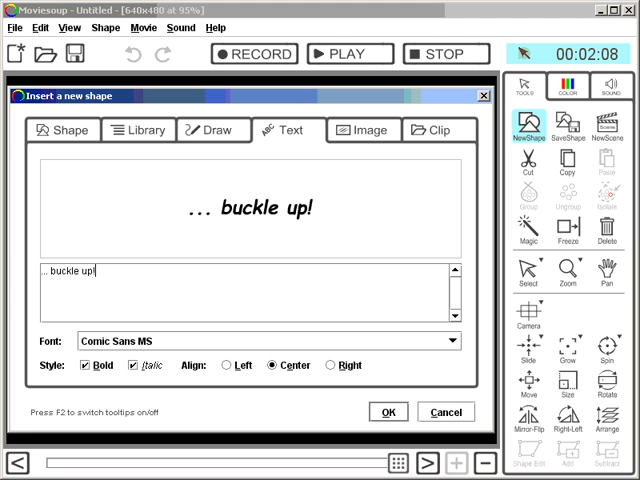 Moviesoup - Untitled - [640x480 at 95%]
File Edit View Shape Movie Sound Help
RECORD PLAY STOP 00:02:08
TOOLS COLOR SOUND
Insert a new shape
Shape Library Draw Text Image Clip
... buckle up!
... buckle up!
Font: Comic Sans MS
Style: Bold Italic Align: Left Center Right
Press F2 to switch tooltips on/off
OK Cancel
NewShape SaveShape NewScene
Cut Copy Paste
Group Ungroup Isolate
Magic Freeze Delete
Select Zoom Pan
Camera
Slide Grow Spin
Move Size Rotate
Mirror-Flip Right-Left Arrange
Shape Edit Add Subtract